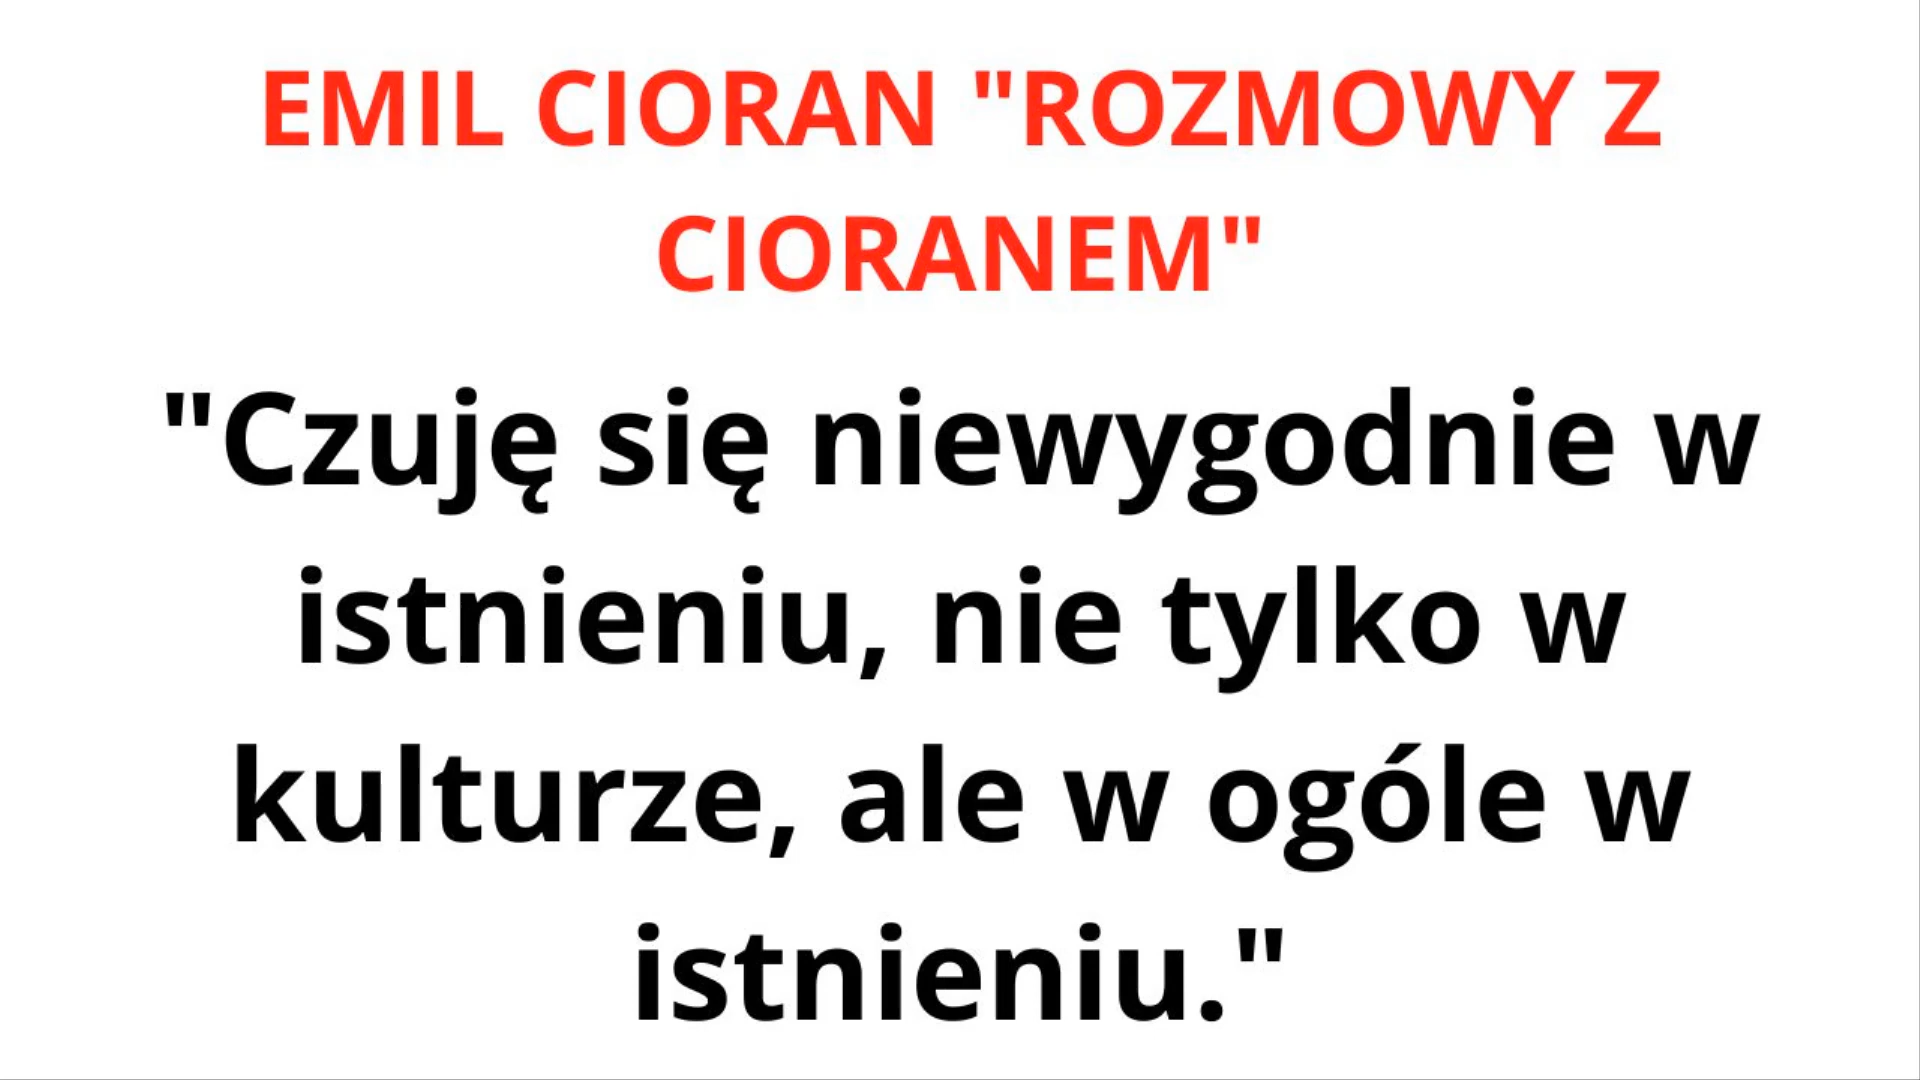 EMIL CIORAN "ROZMOWY Z
CIORANEM"
"Czuję się niewygodnie w
istnieniu, nie tylko w
kulturze, ale w ogóle w
istnieniu."